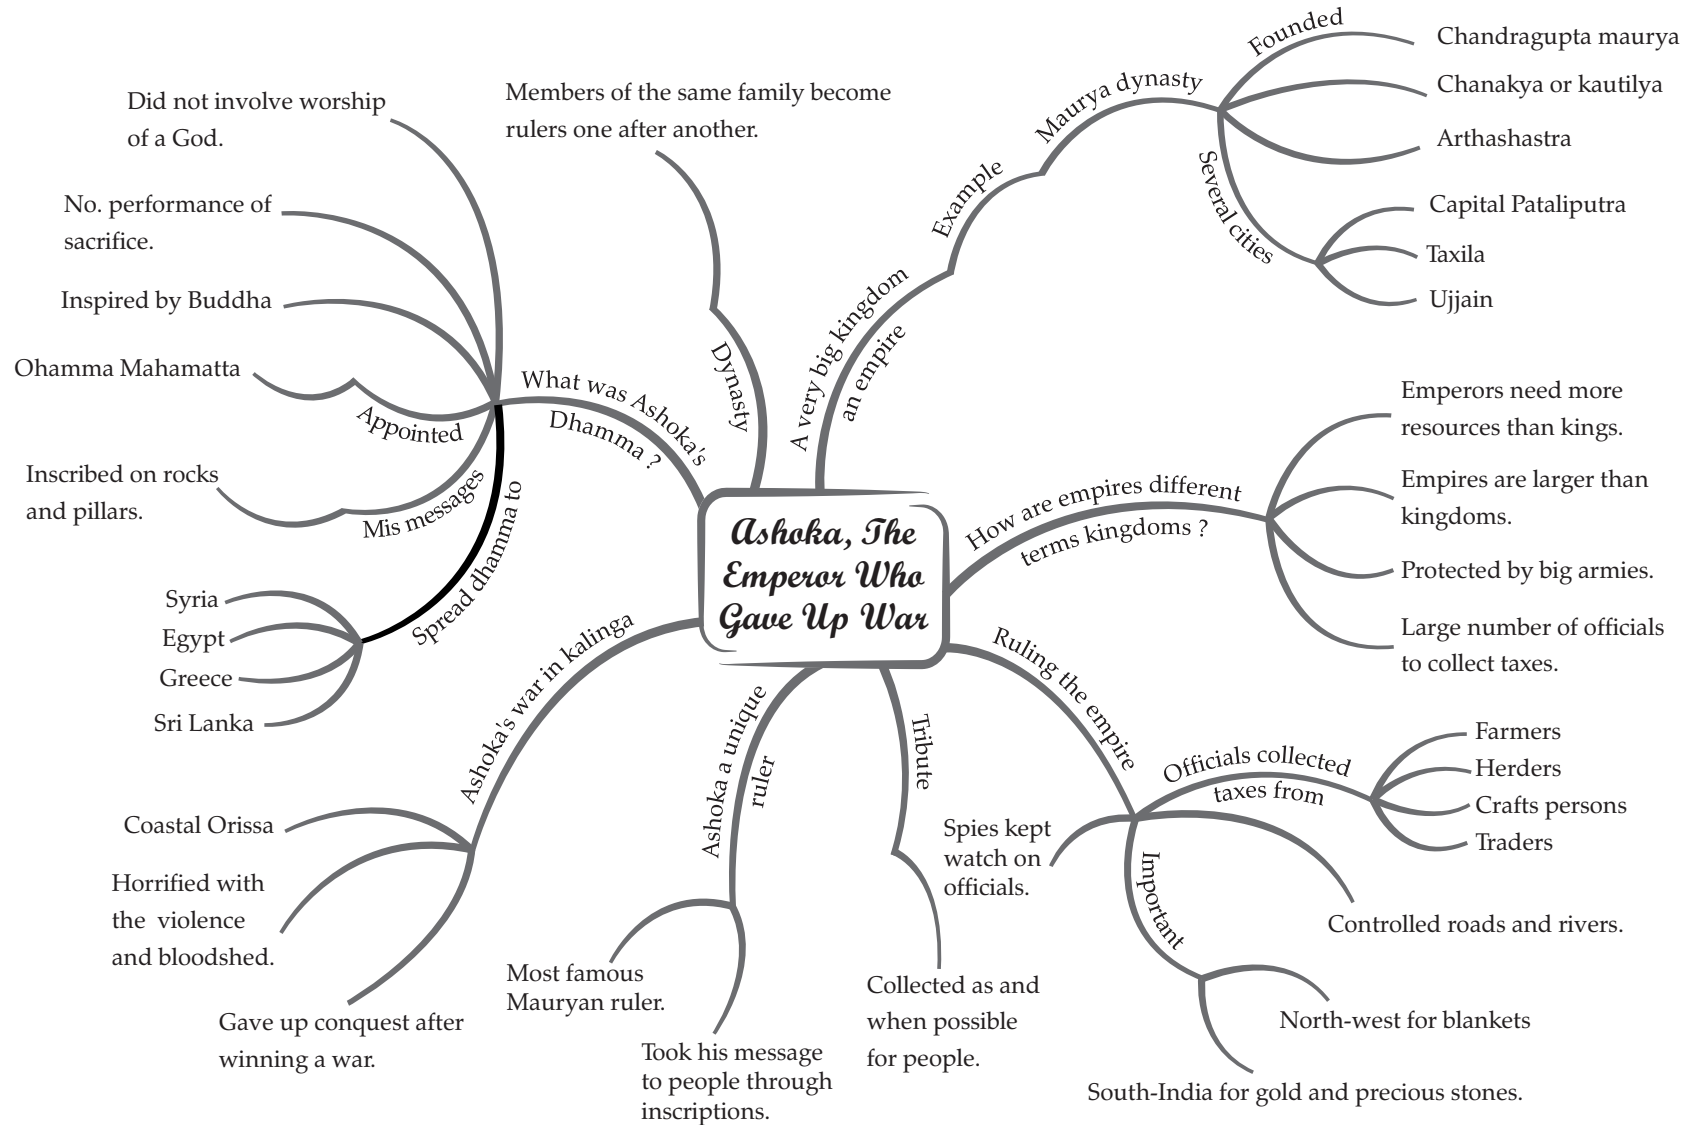 Ashoka, The
Emperor Who
Gave Up War
A very big kingdom
an empire
Example
Maurya dynasty
Founded
Chandragupta maurya
Chanakya or kautilya
Arthashastra
Several cities
Capital Pataliputra
Taxila
Ujjain
How are empires different
terms kingdoms ?
Emperors need more
resources than kings.
Empires are larger than
kingdoms.
Protected by big armies.
Large number of officials
to collect taxes.
Ruling the empire
Officials collected
taxes from
Farmers
Herders
Crafts persons
Traders
Controlled roads and rivers.
Spies kept
watch on
officials.
Important
North-west for blankets
South-India for gold and precious stones.
Tribute
Collected as and
when possible
for people.
Ashoka a unique
ruler
Most famous
Mauryan ruler.
Took his message
to people through
inscriptions.
Ashoka's war in kalinga
Coastal Orissa
Horrified with
the violence
and bloodshed.
Gave up conquest after
winning a war.
What was Ashoka's
Dhamma ?
Did not involve worship
of a God.
No. performance of
sacrifice.
Inspired by Buddha
Appointed
Ohamma Mahamatta
Mis messages
Inscribed on rocks
and pillars.
Spread dhamma to
Syria
Egypt
Greece
Sri Lanka
Dynasty
Members of the same family become
rulers one after another.